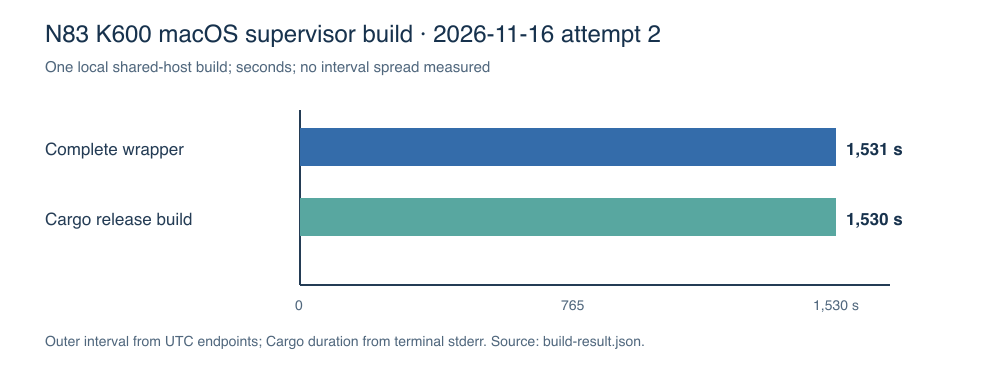 N83 K600 macOS supervisor build · 2026-11-16 attempt 2
One local shared-host build; seconds; no interval spread measured
Complete wrapper
1,531 s
Cargo release build
1,530 s
0
765
1,530 s
Outer interval from UTC endpoints; Cargo duration from terminal stderr. Source: build-result.json.